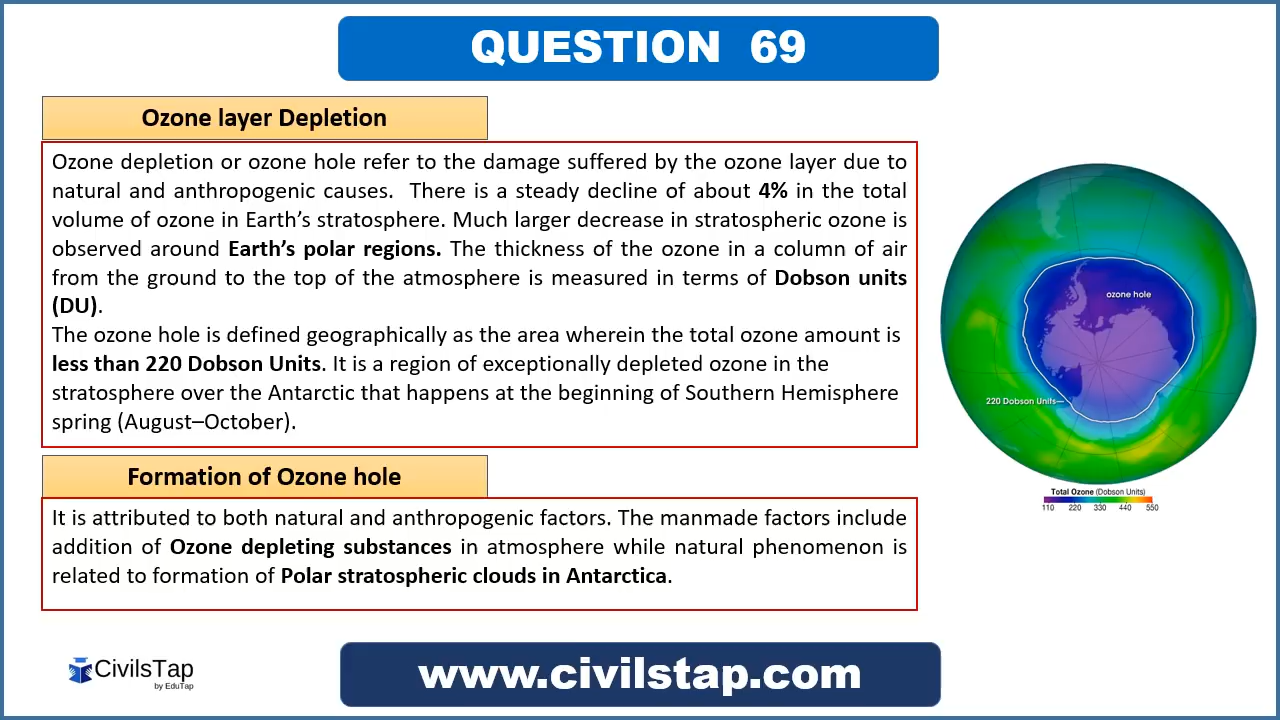 QUESTION 69
Ozone layer Depletion
Ozone depletion or ozone hole refer to the damage suffered by the ozone layer due to
natural and anthropogenic causes. There is a steady decline of about 4% in the total
volume of ozone in Earth's stratosphere. Much larger decrease in stratospheric ozone is
observed around Earth's polar regions. The thickness of the ozone in a column of air
from the ground to the top of the atmosphere is measured in terms of Dobson units
(DU).
The ozone hole is defined geographically as the area wherein the total ozone amount is
less than 220 Dobson Units. It is a region of exceptionally depleted ozone in the
stratosphere over the Antarctic that happens at the beginning of Southern Hemisphere
spring (August–October).
ozone hole
220 Dobson Units
Total Ozone (Dobson Units)
110 220 330 440 550
Formation of Ozone hole
It is attributed to both natural and anthropogenic factors. The manmade factors include
addition of Ozone depleting substances in atmosphere while natural phenomenon is
related to formation of Polar stratospheric clouds in Antarctica.
CivilsTap
by EduTap
www.civilstap.com